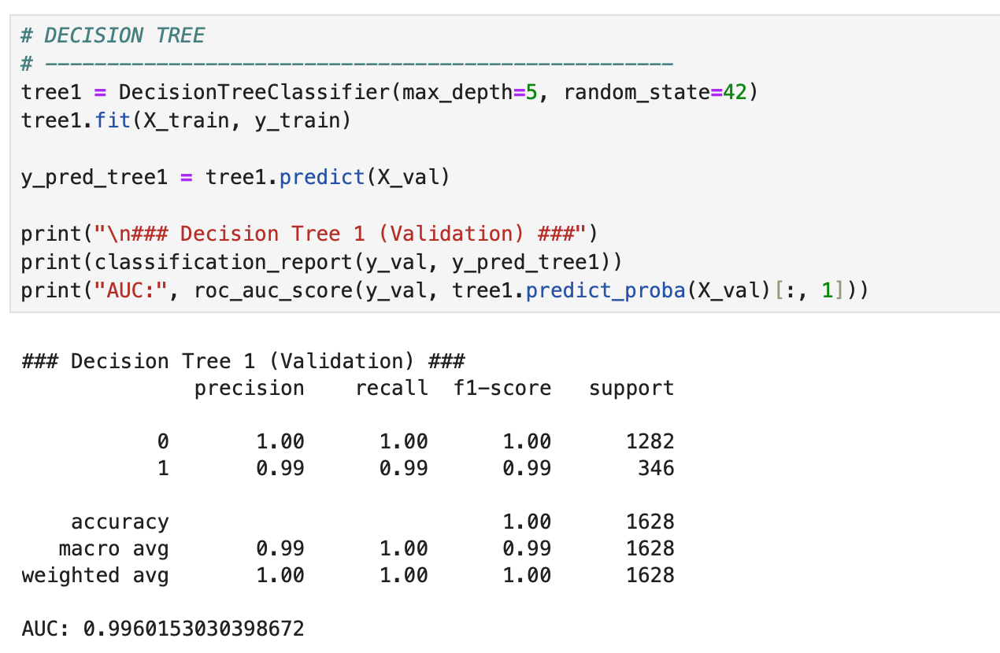 # DECISION TREE
# ---------------------------------------------------
tree1 = DecisionTreeClassifier(max_depth=5, random_state=42)
tree1.fit(X_train, y_train)
y_pred_tree1 = tree1.predict(X_val)
print("\n### Decision Tree 1 (Validation) ###")
print(classification_report(y_val, y_pred_tree1))
print("AUC:", roc_auc_score(y_val, tree1.predict_proba(X_val)[:, 1]))
### Decision Tree 1 (Validation) ###
precision    recall  f1-score   support
0       1.00      1.00      1.00      1282
1       0.99      0.99      0.99       346
accuracy                           1.00      1628
macro avg       0.99      1.00      0.99      1628
weighted avg       1.00      1.00      1.00      1628
AUC: 0.9960153030398672